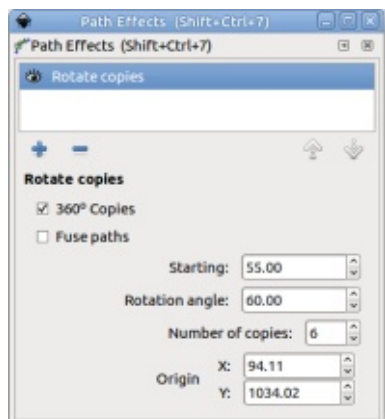 Path Effects (Shift+Ctrl+7)
Path Effects (Shift+Ctrl+7)
Rotate copies
Rotate copies
360º Copies
Fuse paths
Starting: 55.00
Rotation angle: 60.00
Number of copies: 6
Origin X: 94.11
Y: 1034.02